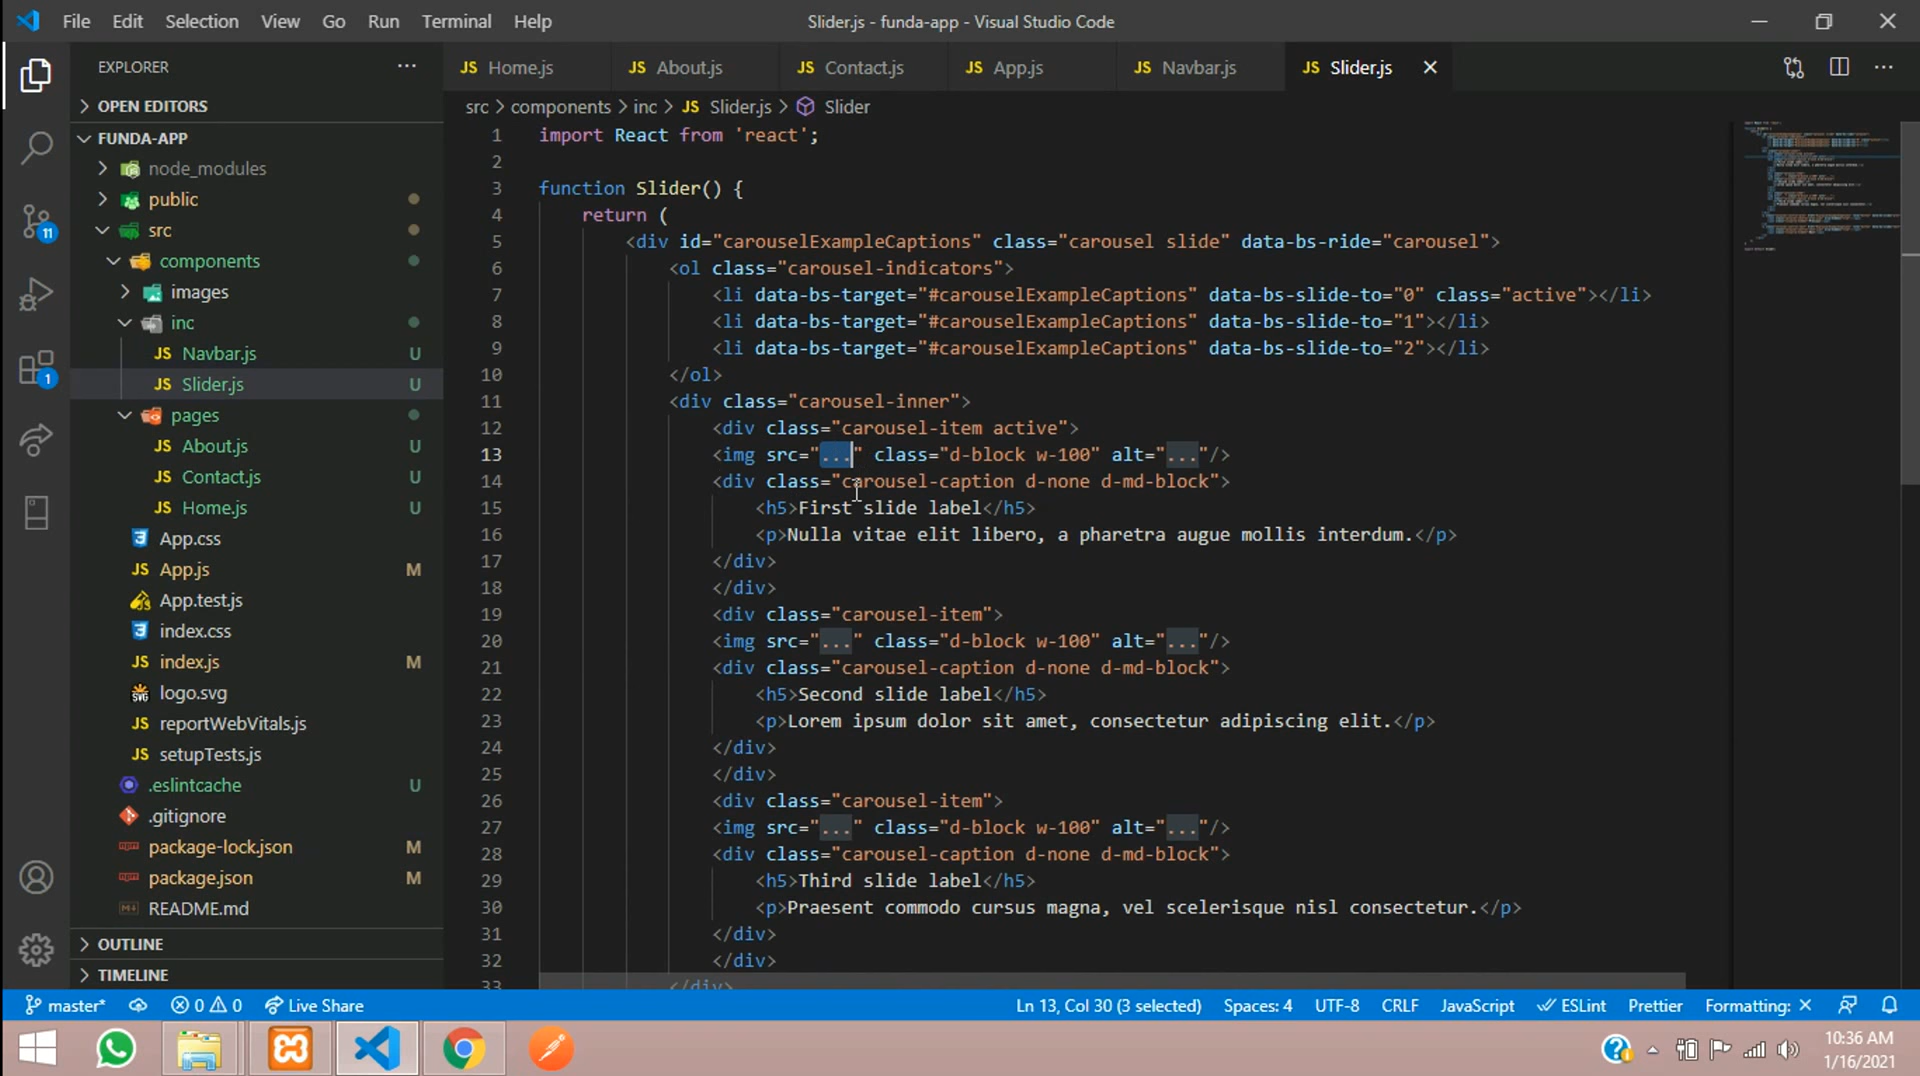 File Edit Selection View Go Run Terminal Help
Slider.js - funda-app - Visual Studio Code
EXPLORER
OPEN EDITORS
FUNDA-APP
node_modules
public
src
components
images
inc
JS Navbar.js U
JS Slider.js U
pages
JS About.js U
JS Contact.js U
JS Home.js U
App.css
JS App.js M
App.test.js
index.css
JS index.js M
logo.svg
JS reportWebVitals.js
JS setupTests.js
.eslintcache U
.gitignore
package-lock.json M
package.json M
README.md
OUTLINE
TIMELINE
11
1
JS Home.js JS About.js JS Contact.js JS App.js JS Navbar.js JS Slider.js
src > components > inc > JS Slider.js > Slider
1 import React from 'react';
2
3 function Slider() {
4 return (
5 <div id="carouselExampleCaptions" class="carousel slide" data-bs-ride="carousel">
6 <ol class="carousel-indicators">
7 <li data-bs-target="#carouselExampleCaptions" data-bs-slide-to="0" class="active"></li>
8 <li data-bs-target="#carouselExampleCaptions" data-bs-slide-to="1"></li>
9 <li data-bs-target="#carouselExampleCaptions" data-bs-slide-to="2"></li>
10 </ol>
11 <div class="carousel-inner">
12 <div class="carousel-item active">
13 <img src="..." class="d-block w-100" alt="..."/>
14 <div class="carousel-caption d-none d-md-block">
15 <h5>First slide label</h5>
16 <p>Nulla vitae elit libero, a pharetra augue mollis interdum.</p>
17 </div>
18 </div>
19 <div class="carousel-item">
20 <img src="..." class="d-block w-100" alt="..."/>
21 <div class="carousel-caption d-none d-md-block">
22 <h5>Second slide label</h5>
23 <p>Lorem ipsum dolor sit amet, consectetur adipiscing elit.</p>
24 </div>
25 </div>
26 <div class="carousel-item">
27 <img src="..." class="d-block w-100" alt="..."/>
28 <div class="carousel-caption d-none d-md-block">
29 <h5>Third slide label</h5>
30 <p>Praesent commodo cursus magna, vel scelerisque nisl consectetur.</p>
31 </div>
32 </div>
33 </div>
master* 0 0 Live Share
Ln 13, Col 30 (3 selected) Spaces: 4 UTF-8 CRLF JavaScript ESLint Prettier Formatting: ×
10:36 AM
1/16/2021